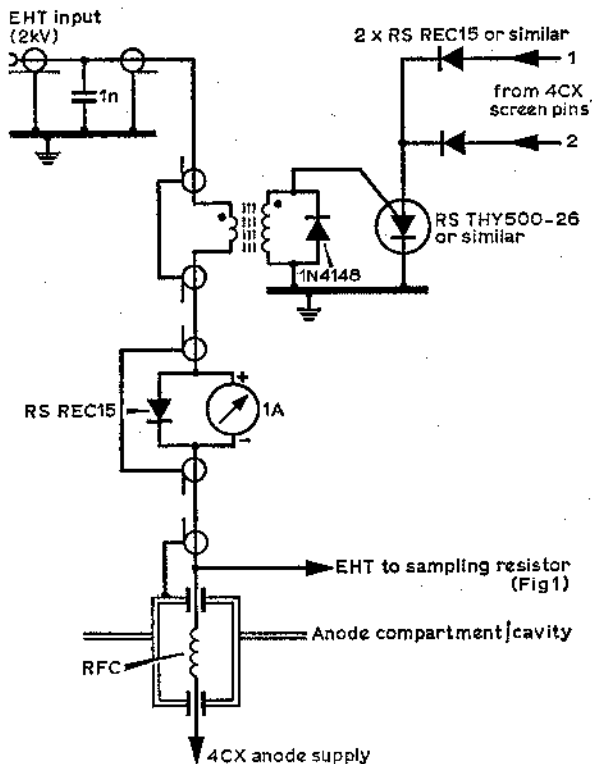 EHT input
(2kV)
1n
2 x RS REC15 or similar
1
from 4CX
screen pins
2
RS THY500-26
or similar
1N4148
RS REC15
+
1A
-
EHT to sampling resistor
(Fig1)
Anode compartment/cavity
RFC
4CX anode supply